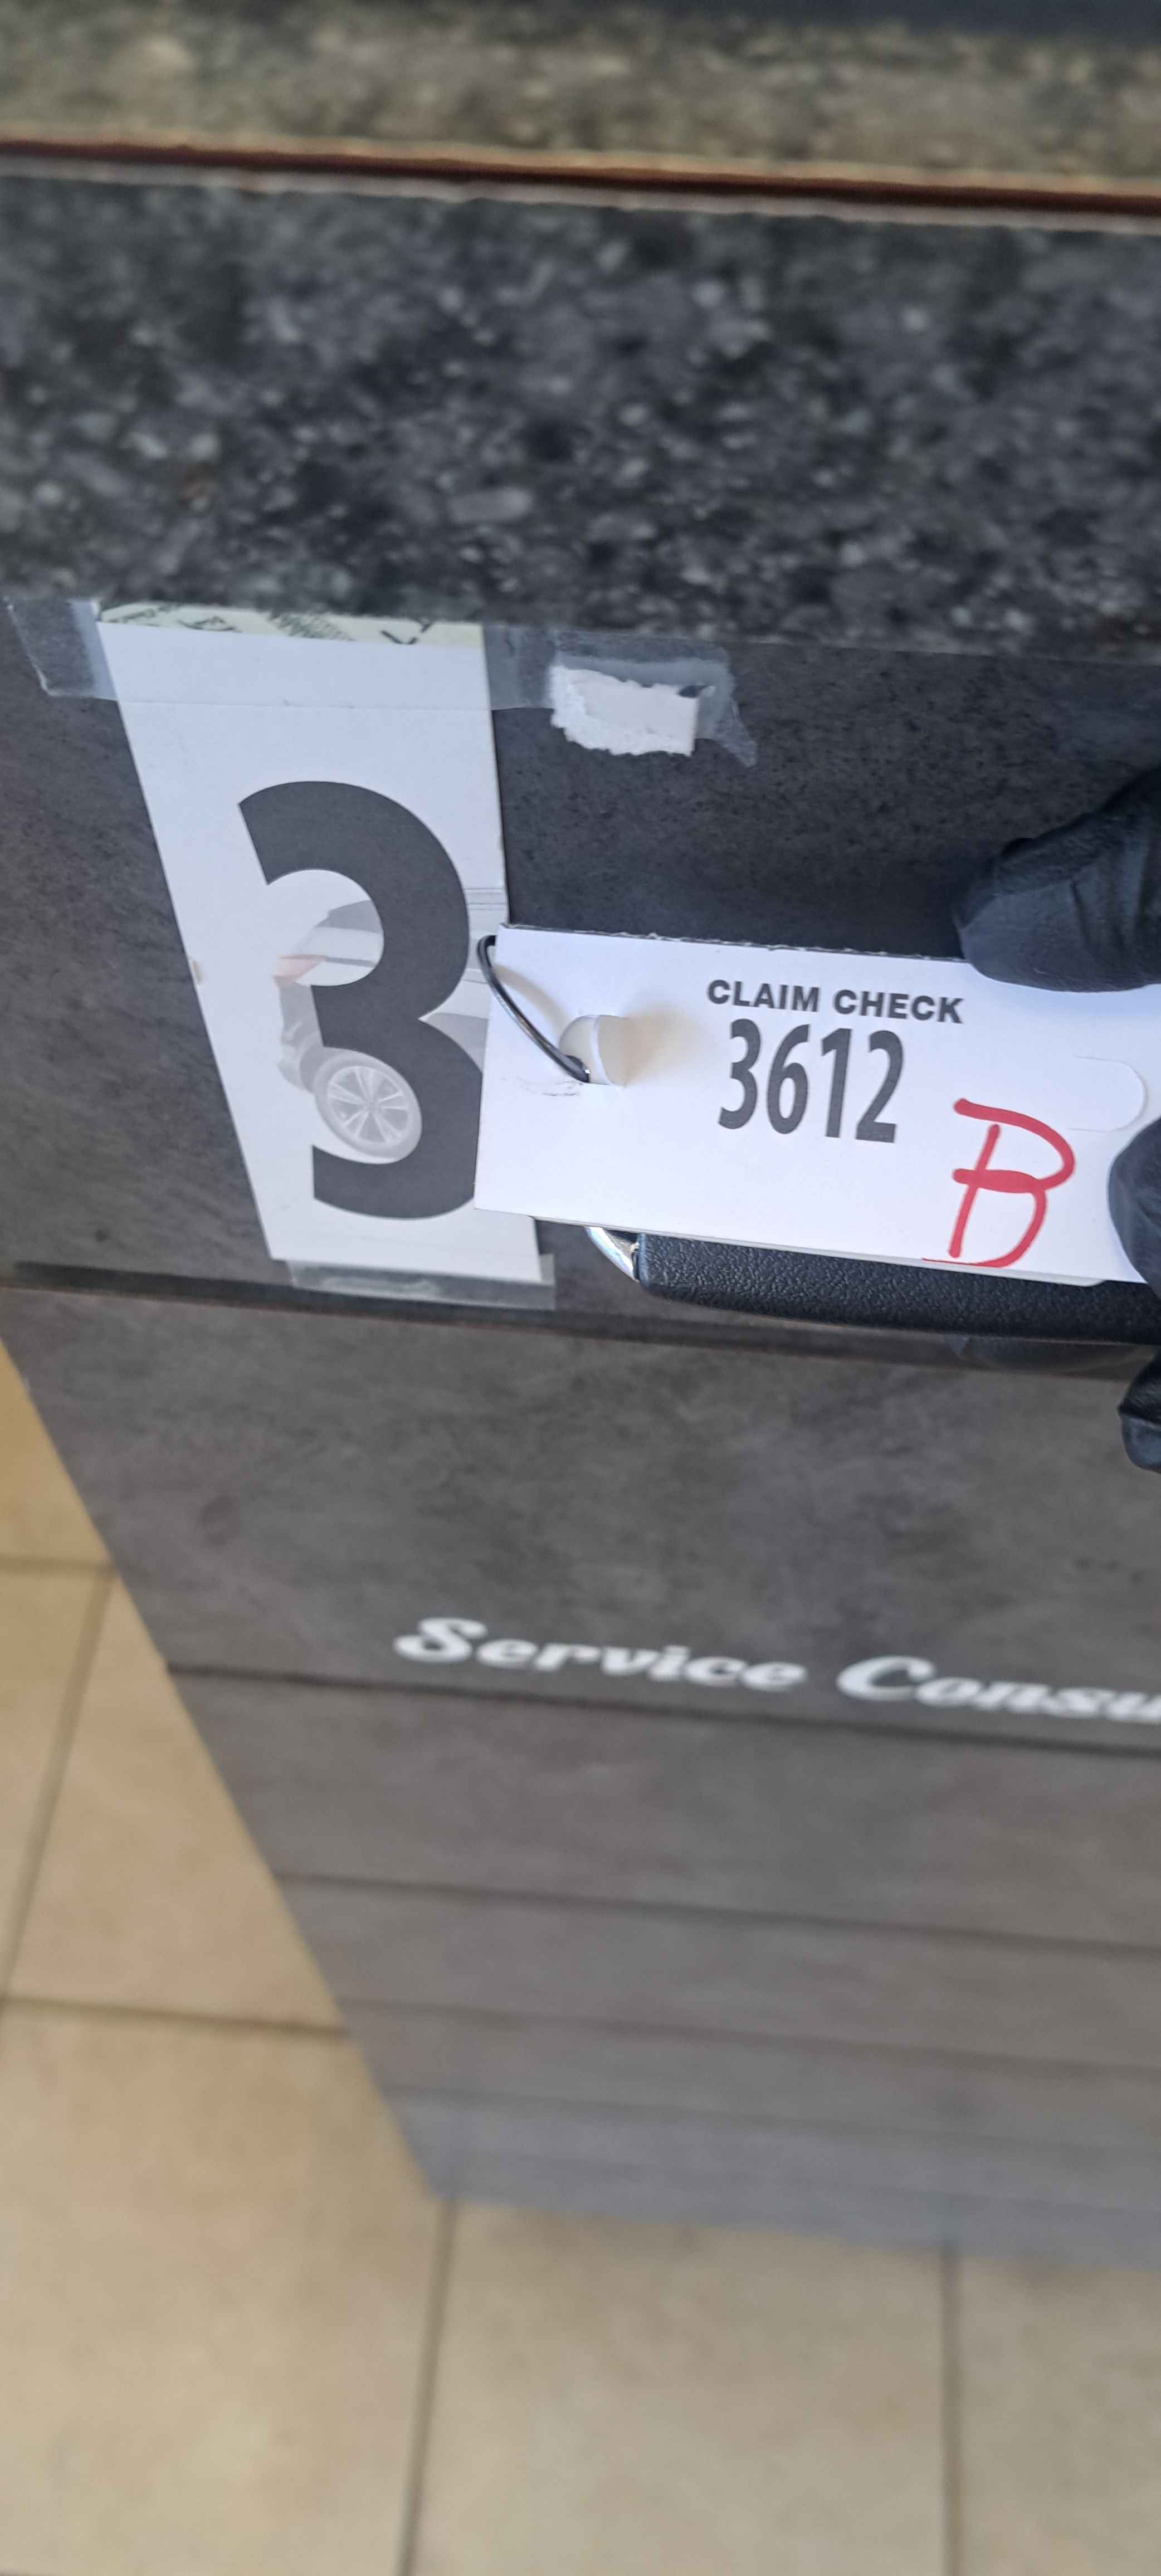 3
CLAIM CHECK
3612
B
Service Consu